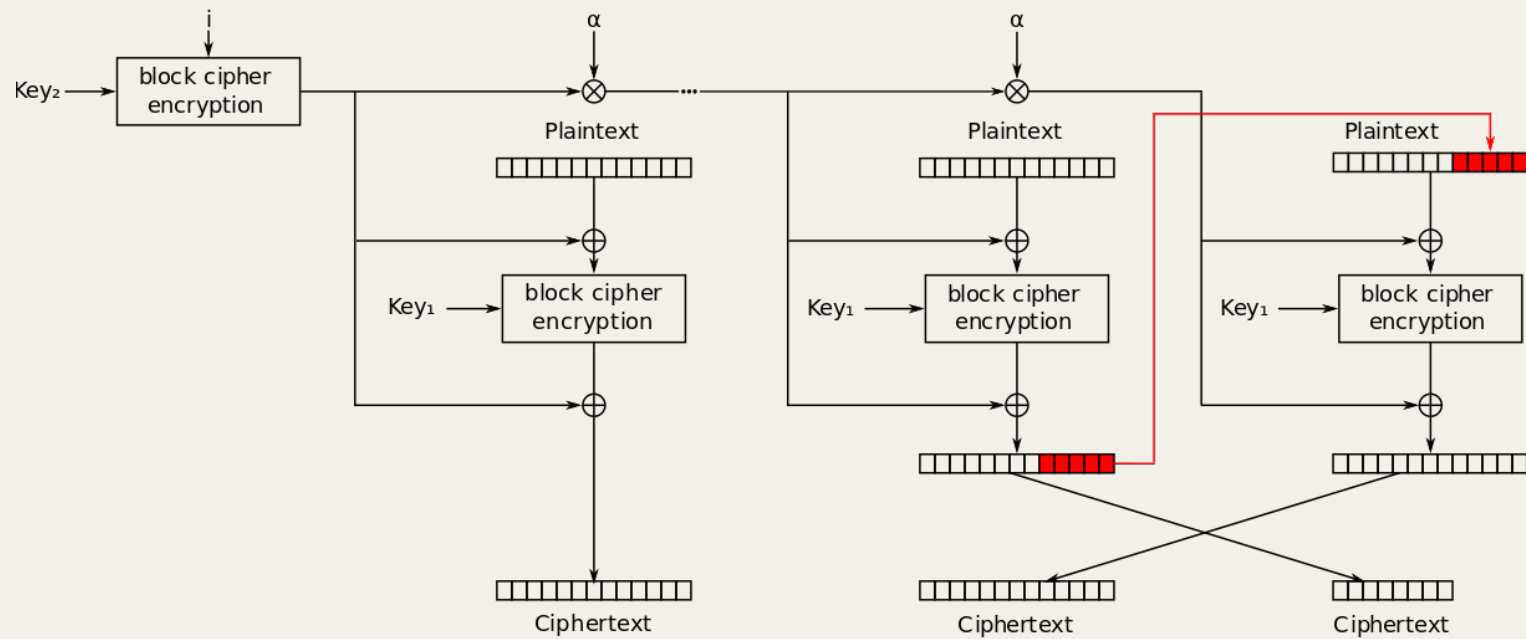 i
α
α
Key₂
block cipher
encryption
...
Plaintext
Plaintext
Plaintext
Key₁
block cipher
encryption
Key₁
block cipher
encryption
Key₁
block cipher
encryption
Ciphertext
Ciphertext
Ciphertext